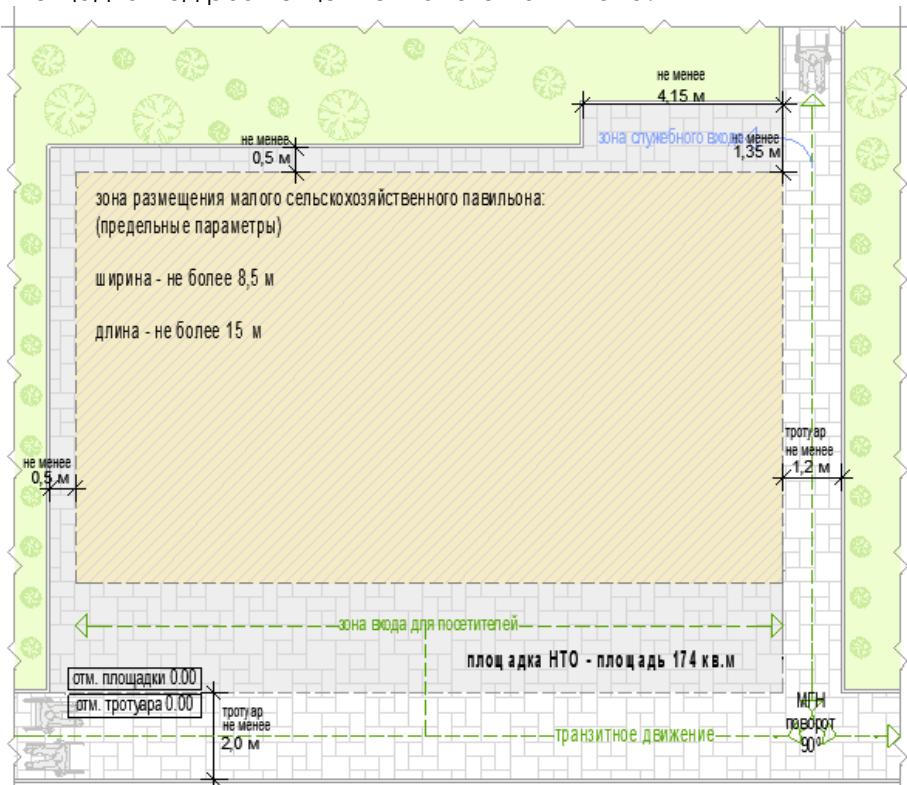 не менее
4,15 м
не менее
0,5 м
зона служебного входа
не менее
1,35 м
зона размещения малого сельскохозяйственного павильона:
(предельные параметры)
ширина - не более 8,5 м
длина - не более 15 м
тротуар
не менее
1,2 м
не менее
0,5 м
зона входа для посетителей
площадка НТО - площадь 174 кв.м
отм. площадки 0.00
отм. тротуара 0.00
тротуар
не менее
2,0 м
транзитное движение
МГН
поворот
90°